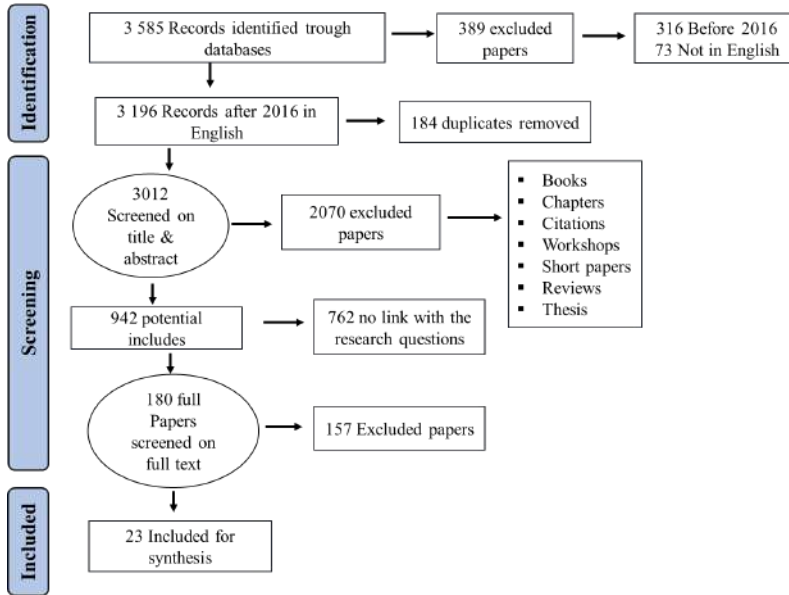 Identification
3 585 Records identified trough
databases
389 excluded
papers
316 Before 2016
73 Not in English
3 196 Records after 2016 in
English
184 duplicates removed
Screening
3012
Screened on
title &
abstract
2070 excluded
papers
▪ Books
▪ Chapters
▪ Citations
▪ Workshops
▪ Short papers
▪ Reviews
▪ Thesis
942 potential
includes
762 no link with the
research questions
180 full
Papers
screened on
full text
157 Excluded papers
Included
23 Included for
synthesis